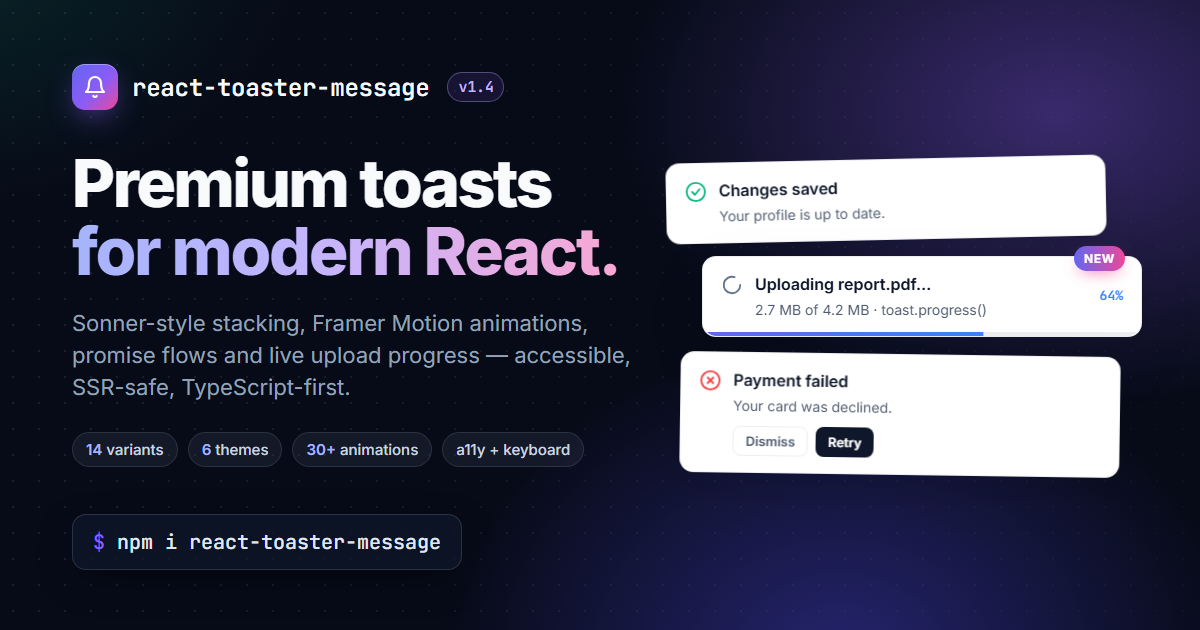 react-toaster-message
v1.4
Premium toasts
for modern React.
Sonner-style stacking, Framer Motion animations,
promise flows and live upload progress — accessible,
SSR-safe, TypeScript-first.
14 variants
6 themes
30+ animations
a11y + keyboard
$ npm i react-toaster-message
Changes saved
Your profile is up to date.
NEW
Uploading report.pdf...
64%
2.7 MB of 4.2 MB · toast.progress()
Payment failed
Your card was declined.
Dismiss
Retry